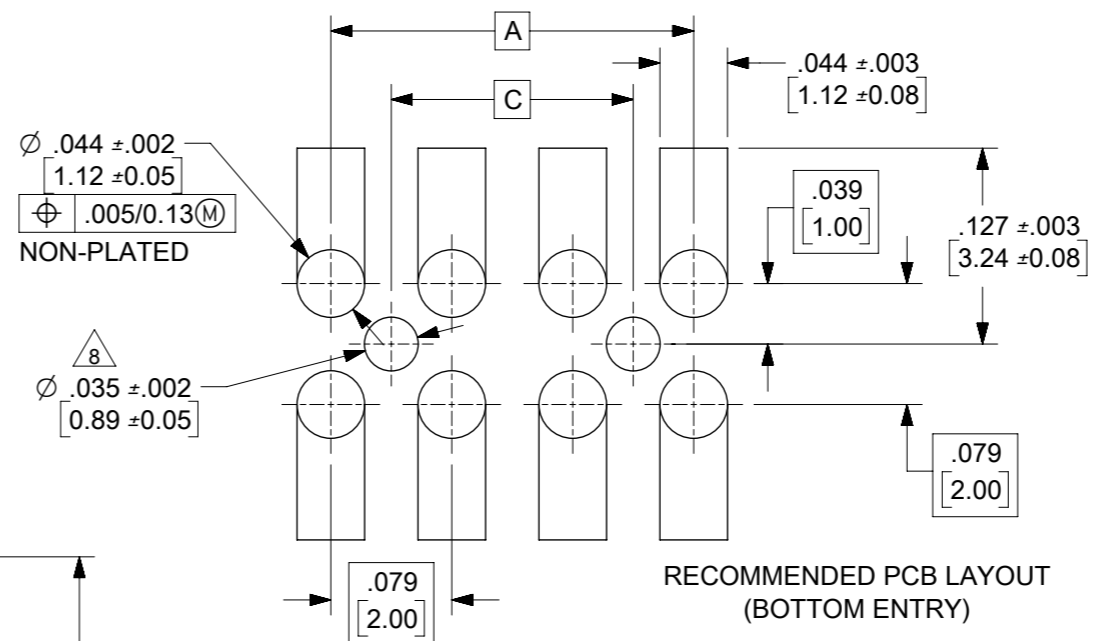 A
C
.044 ±.003
[1.12 ±0.08]
Ø .044 ±.002
[1.12 ±0.05]
⌖ .005/0.13Ⓜ
NON-PLATED
.039
[1.00]
.127 ±.003
[3.24 ±0.08]
8
Ø .035 ±.002
[0.89 ±0.05]
.079
[2.00]
.079
[2.00]
RECOMMENDED PCB LAYOUT
(BOTTOM ENTRY)